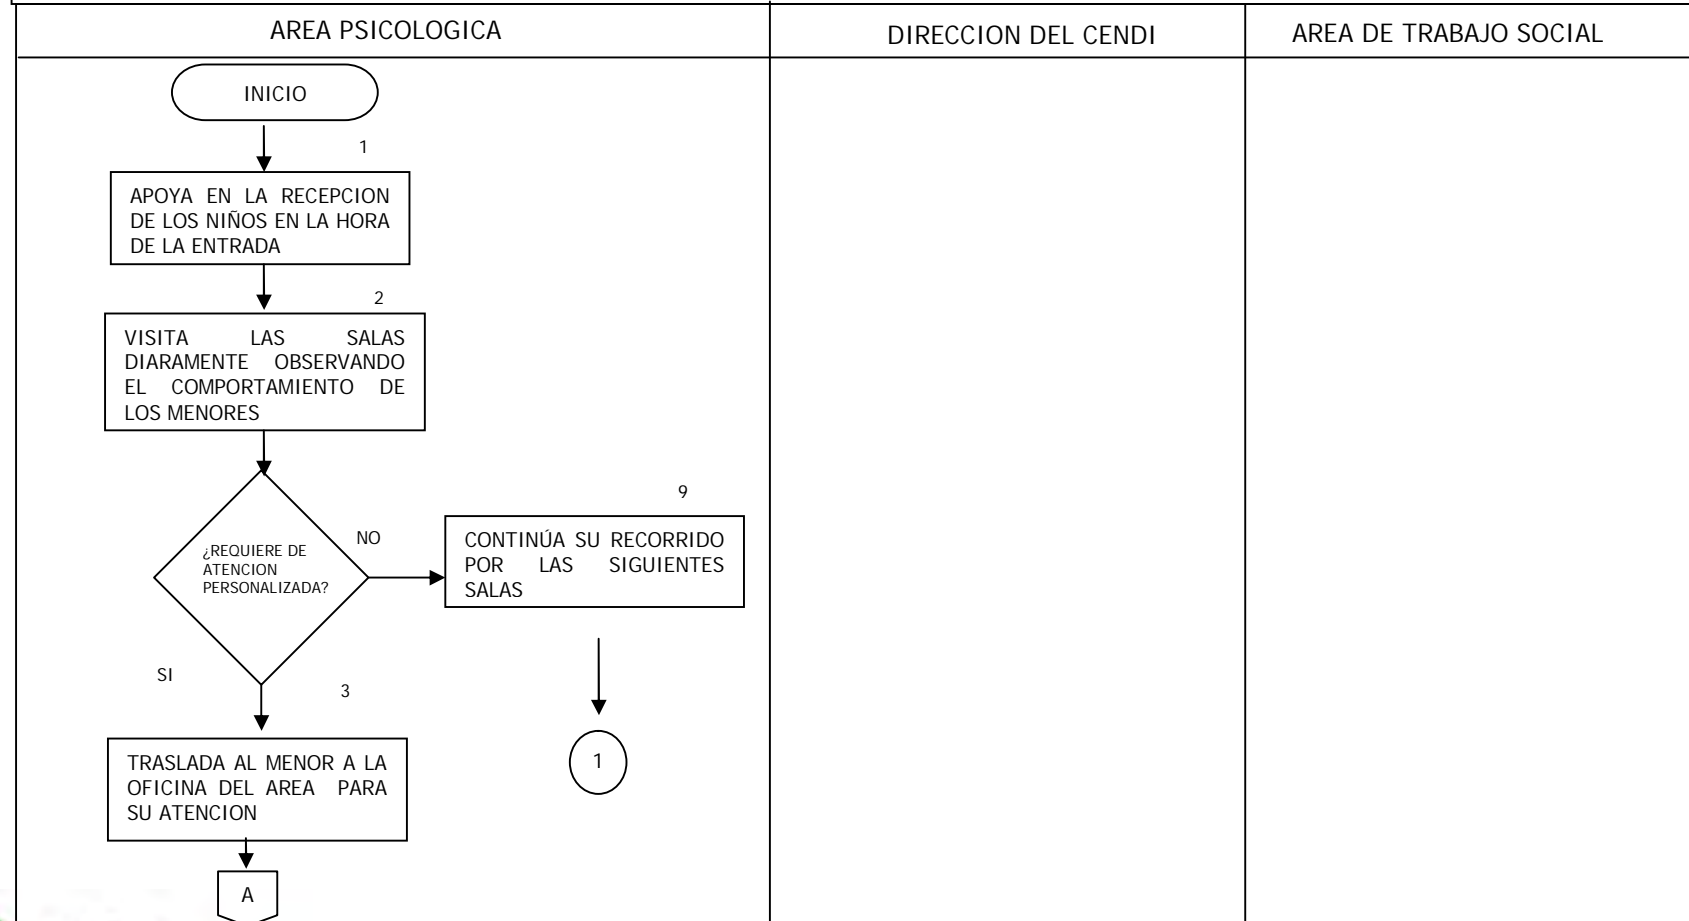 AREA PSICOLOGICA
DIRECCION DEL CENDI
AREA DE TRABAJO SOCIAL
INICIO
1
APOYA EN LA RECEPCION
DE LOS NIÑOS EN LA HORA
DE LA ENTRADA
2
VISITA LAS SALAS
DIARAMENTE OBSERVANDO
EL COMPORTAMIENTO DE
LOS MENORES
¿REQUIERE DE
ATENCION
PERSONALIZADA?
NO
9
CONTINÚA SU RECORRIDO
POR LAS SIGUIENTES
SALAS
1
SI
3
TRASLADA AL MENOR A LA
OFICINA DEL AREA PARA
SU ATENCION
A